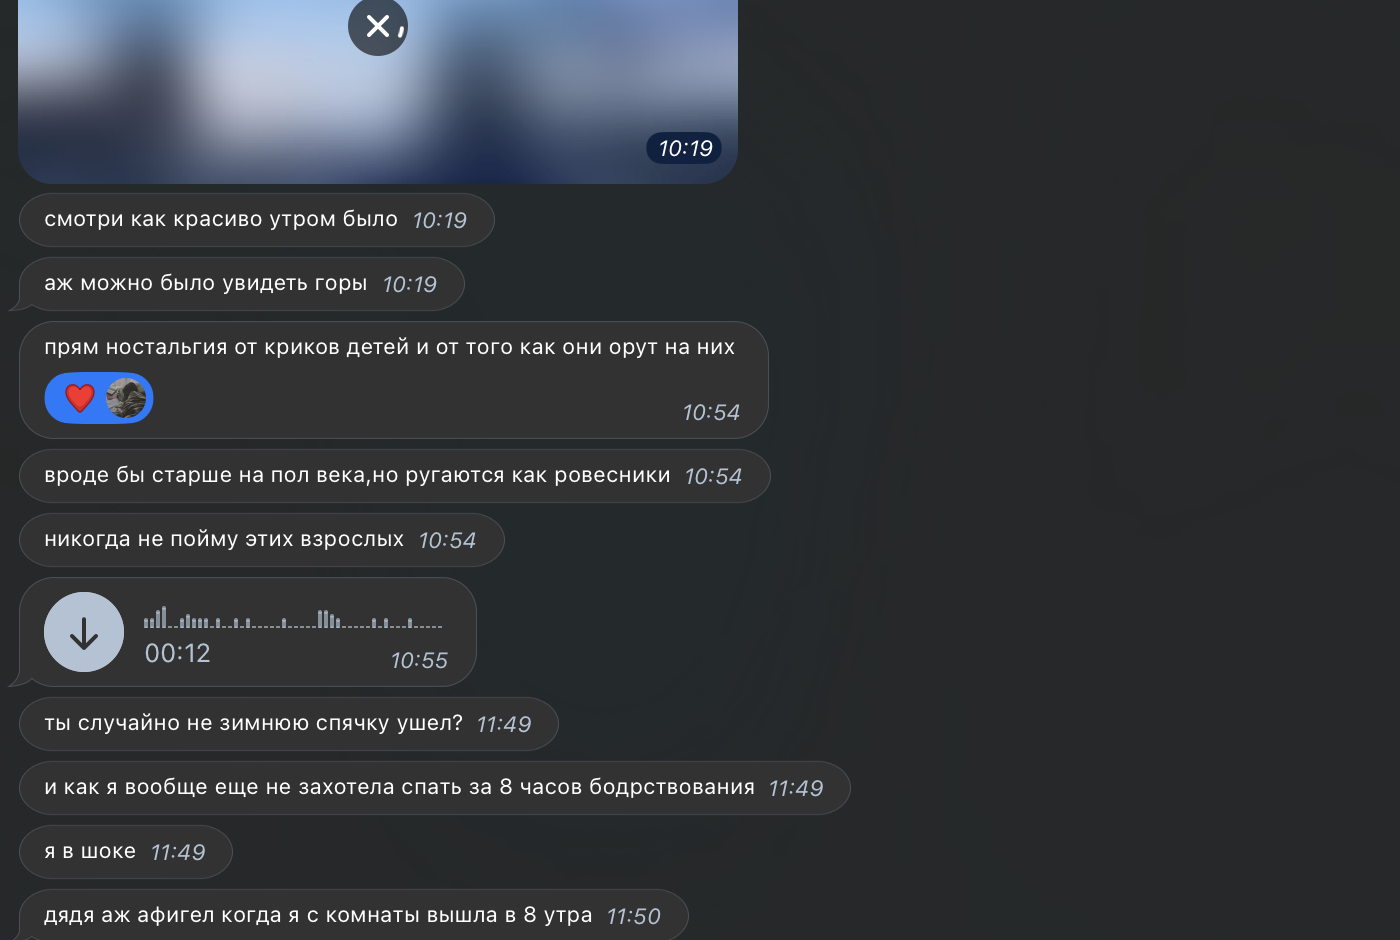 10:19
смотри как красиво утром было 10:19
аж можно было увидеть горы 10:19
прям ностальгия от криков детей и от того как они орут на них
10:54
вроде бы старше на пол века,но ругаются как ровесники 10:54
никогда не пойму этих взрослых 10:54
00:12 10:55
ты случайно не зимнюю спячку ушел? 11:49
и как я вообще еще не захотела спать за 8 часов бодрствования 11:49
я в шоке 11:49
дядя аж афигел когда я с комнаты вышла в 8 утра 11:50